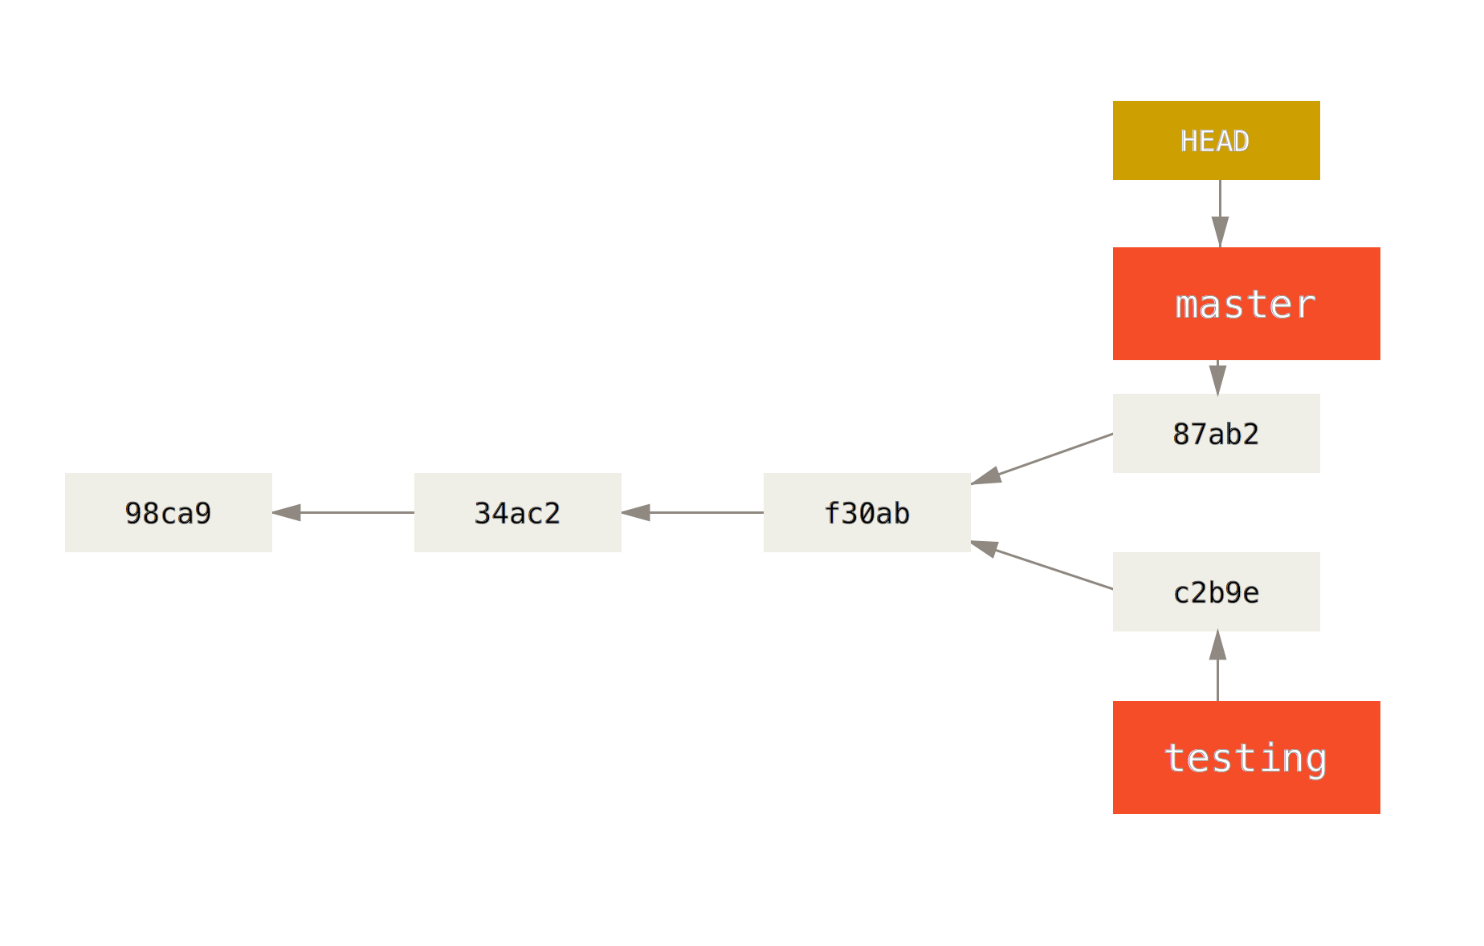 HEAD
master
87ab2
98ca9
34ac2
f30ab
c2b9e
testing